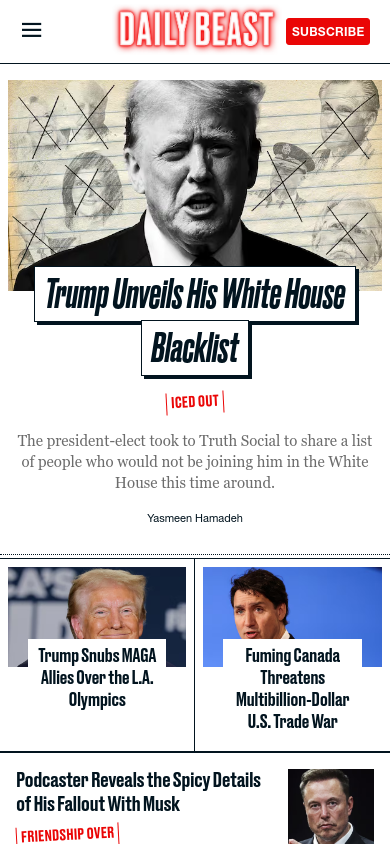 DAILY BEAST
SUBSCRIBE
Trump Unveils His White House
Blacklist
ICED OUT
The president-elect took to Truth Social to share a list
of people who would not be joining him in the White
House this time around.
Yasmeen Hamadeh
Trump Snubs MAGA
Allies Over the L.A.
Olympics
Fuming Canada
Threatens
Multibillion-Dollar
U.S. Trade War
Podcaster Reveals the Spicy Details
of His Fallout With Musk
FRIENDSHIP OVER